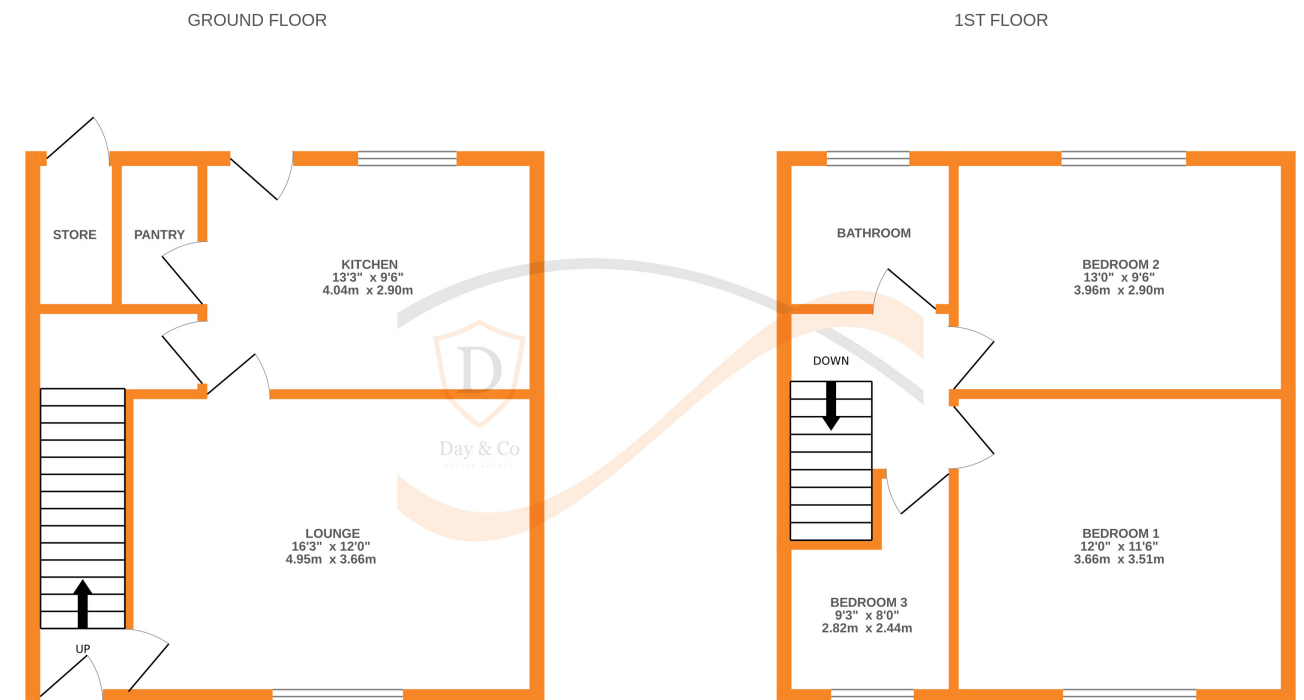 GROUND FLOOR
1ST FLOOR
STORE
PANTRY
KITCHEN
13'3" x 9'6"
4.04m x 2.90m
D
Day & Co
ESTATE AGENTS
LOUNGE
16'3" x 12'0"
4.95m x 3.66m
UP
BATHROOM
BEDROOM 2
13'0" x 9'6"
3.96m x 2.90m
DOWN
BEDROOM 1
12'0" x 11'6"
3.66m x 3.51m
BEDROOM 3
9'3" x 8'0"
2.82m x 2.44m